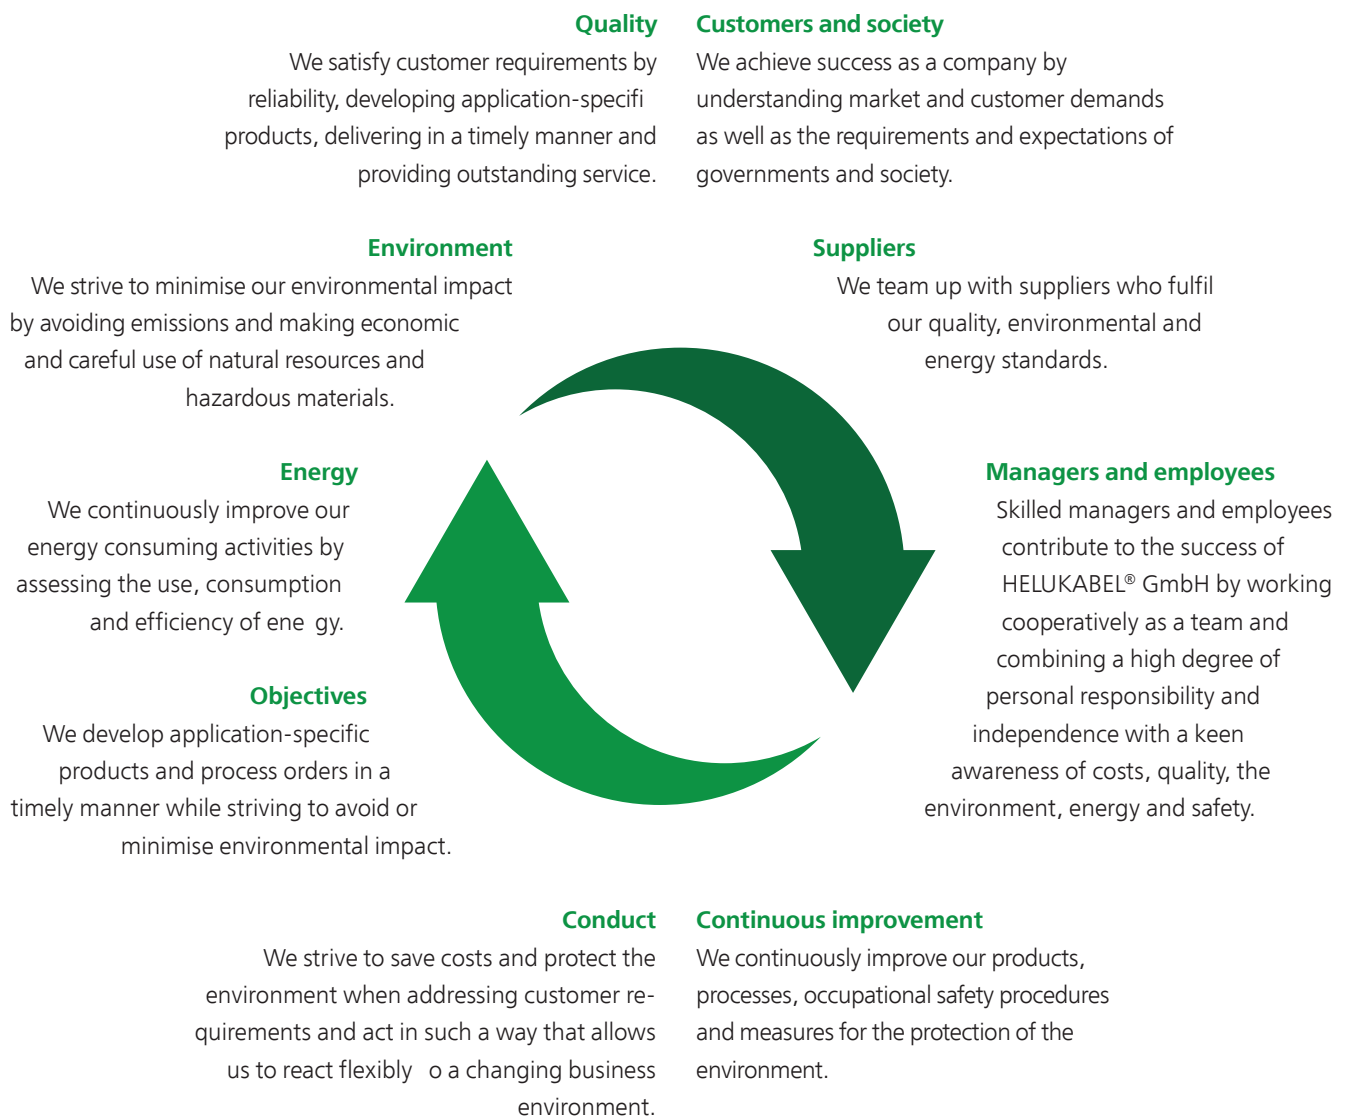 Quality
We satisfy customer requirements by
reliability, developing application-specifi
products, delivering in a timely manner and
providing outstanding service.
Customers and society
We achieve success as a company by
understanding market and customer demands
as well as the requirements and expectations of
governments and society.
Environment
We strive to minimise our environmental impact
by avoiding emissions and making economic
and careful use of natural resources and
hazardous materials.
Suppliers
We team up with suppliers who fulfil
our quality, environmental and
energy standards.
Energy
We continuously improve our
energy consuming activities by
assessing the use, consumption
and efficiency of ene gy.
Managers and employees
Skilled managers and employees
contribute to the success of
HELUKABEL® GmbH by working
cooperatively as a team and
combining a high degree of
personal responsibility and
independence with a keen
awareness of costs, quality, the
environment, energy and safety.
Objectives
We develop application-specific
products and process orders in a
timely manner while striving to avoid or
minimise environmental impact.
Conduct
We strive to save costs and protect the
environment when addressing customer re-
quirements and act in such a way that allows
us to react flexibly o a changing business
environment.
Continuous improvement
We continuously improve our products,
processes, occupational safety procedures
and measures for the protection of the
environment.